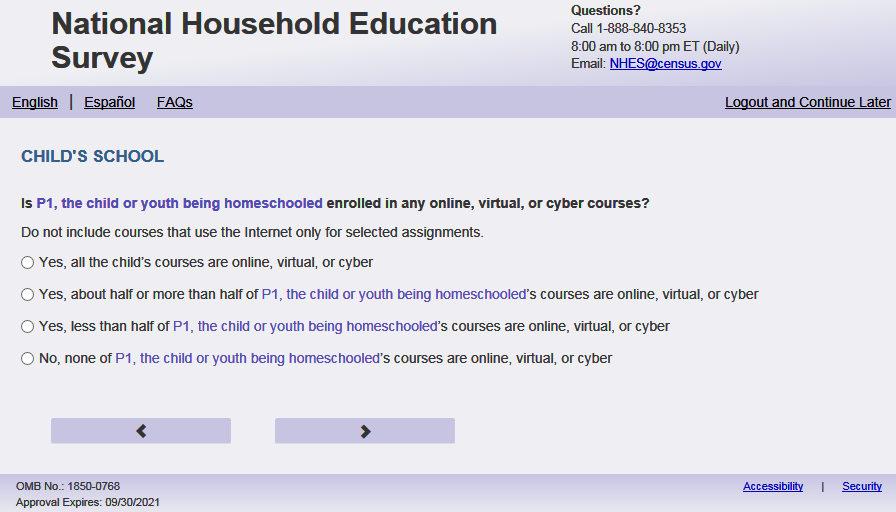 National Household Education
Survey
Questions?
Call 1-888-840-8353
8:00 am to 8:00 pm ET (Daily)
Email: NHES@census.gov
English | Español FAQs
Logout and Continue Later
CHILD'S SCHOOL
Is P1, the child or youth being homeschooled enrolled in any online, virtual, or cyber courses?
Do not include courses that use the Internet only for selected assignments.
Yes, all the child's courses are online, virtual, or cyber
Yes, about half or more than half of P1, the child or youth being homeschooled's courses are online, virtual, or cyber
Yes, less than half of P1, the child or youth being homeschooled's courses are online, virtual, or cyber
No, none of P1, the child or youth being homeschooled's courses are online, virtual, or cyber
OMB No.: 1850-0768
Approval Expires: 09/30/2021
Accessibility | Security